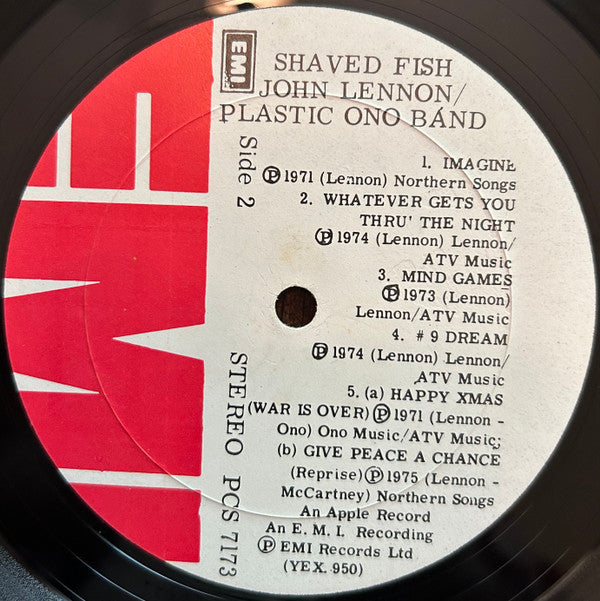 EMI
SHAVED FISH
JOHN LENNON/
PLASTIC ONO BAND
Side 2
STEREO PCS 7173
1. IMAGINE
Ⓟ 1971 (Lennon) Northern Songs
2. WHATEVER GETS YOU
THRU' THE NIGHT
Ⓟ 1974 (Lennon) Lennon/
ATV Music
3. MIND GAMES
Ⓟ 1973 (Lennon)
Lennon/ATV Music
4. #9 DREAM
Ⓟ 1974 (Lennon) Lennon/
ATV Music
5. (a) HAPPY XMAS
(WAR IS OVER) Ⓟ 1971 (Lennon -
Ono) Ono Music/ATV Music;
(b) GIVE PEACE A CHANCE
(Reprise) Ⓟ 1975 (Lennon -
McCartney) Northern Songs
An Apple Record
An E. M. I. Recording
Ⓟ EMI Records Ltd
(YEX. 950)
EMI